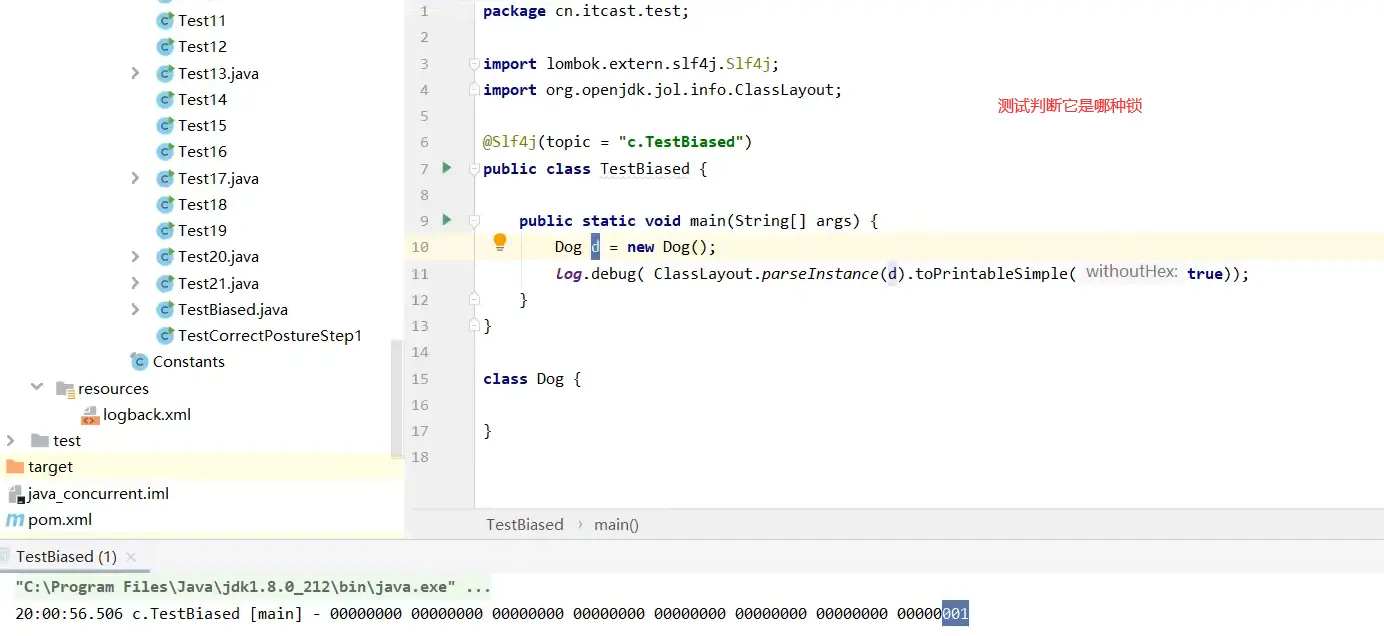 Test11
Test12
Test13.java
Test14
Test15
Test16
Test17.java
Test18
Test19
Test20.java
Test21.java
TestBiased.java
TestCorrectPostureStep1
Constants
resources
logback.xml
test
target
java_concurrent.iml
pom.xml
1 package cn.itcast.test;
2
3 import lombok.extern.slf4j.Slf4j;
4 import org.openjdk.jol.info.ClassLayout;
测试判断它是哪种锁
5
6 @Slf4j(topic = "c.TestBiased")
7 public class TestBiased {
8
9 public static void main(String[] args) {
10 Dog d = new Dog();
11 log.debug( ClassLayout.parseInstance(d).toPrintableSimple( withoutHex: true));
12 }
13 }
14
15 class Dog {
16
17 }
18
TestBiased › main()
TestBiased (1) ×
"C:\Program Files\Java\jdk1.8.0_212\bin\java.exe" ...
20:00:56.506 c.TestBiased [main] - 00000000 00000000 00000000 00000000 00000000 00000000 00000000 00000001